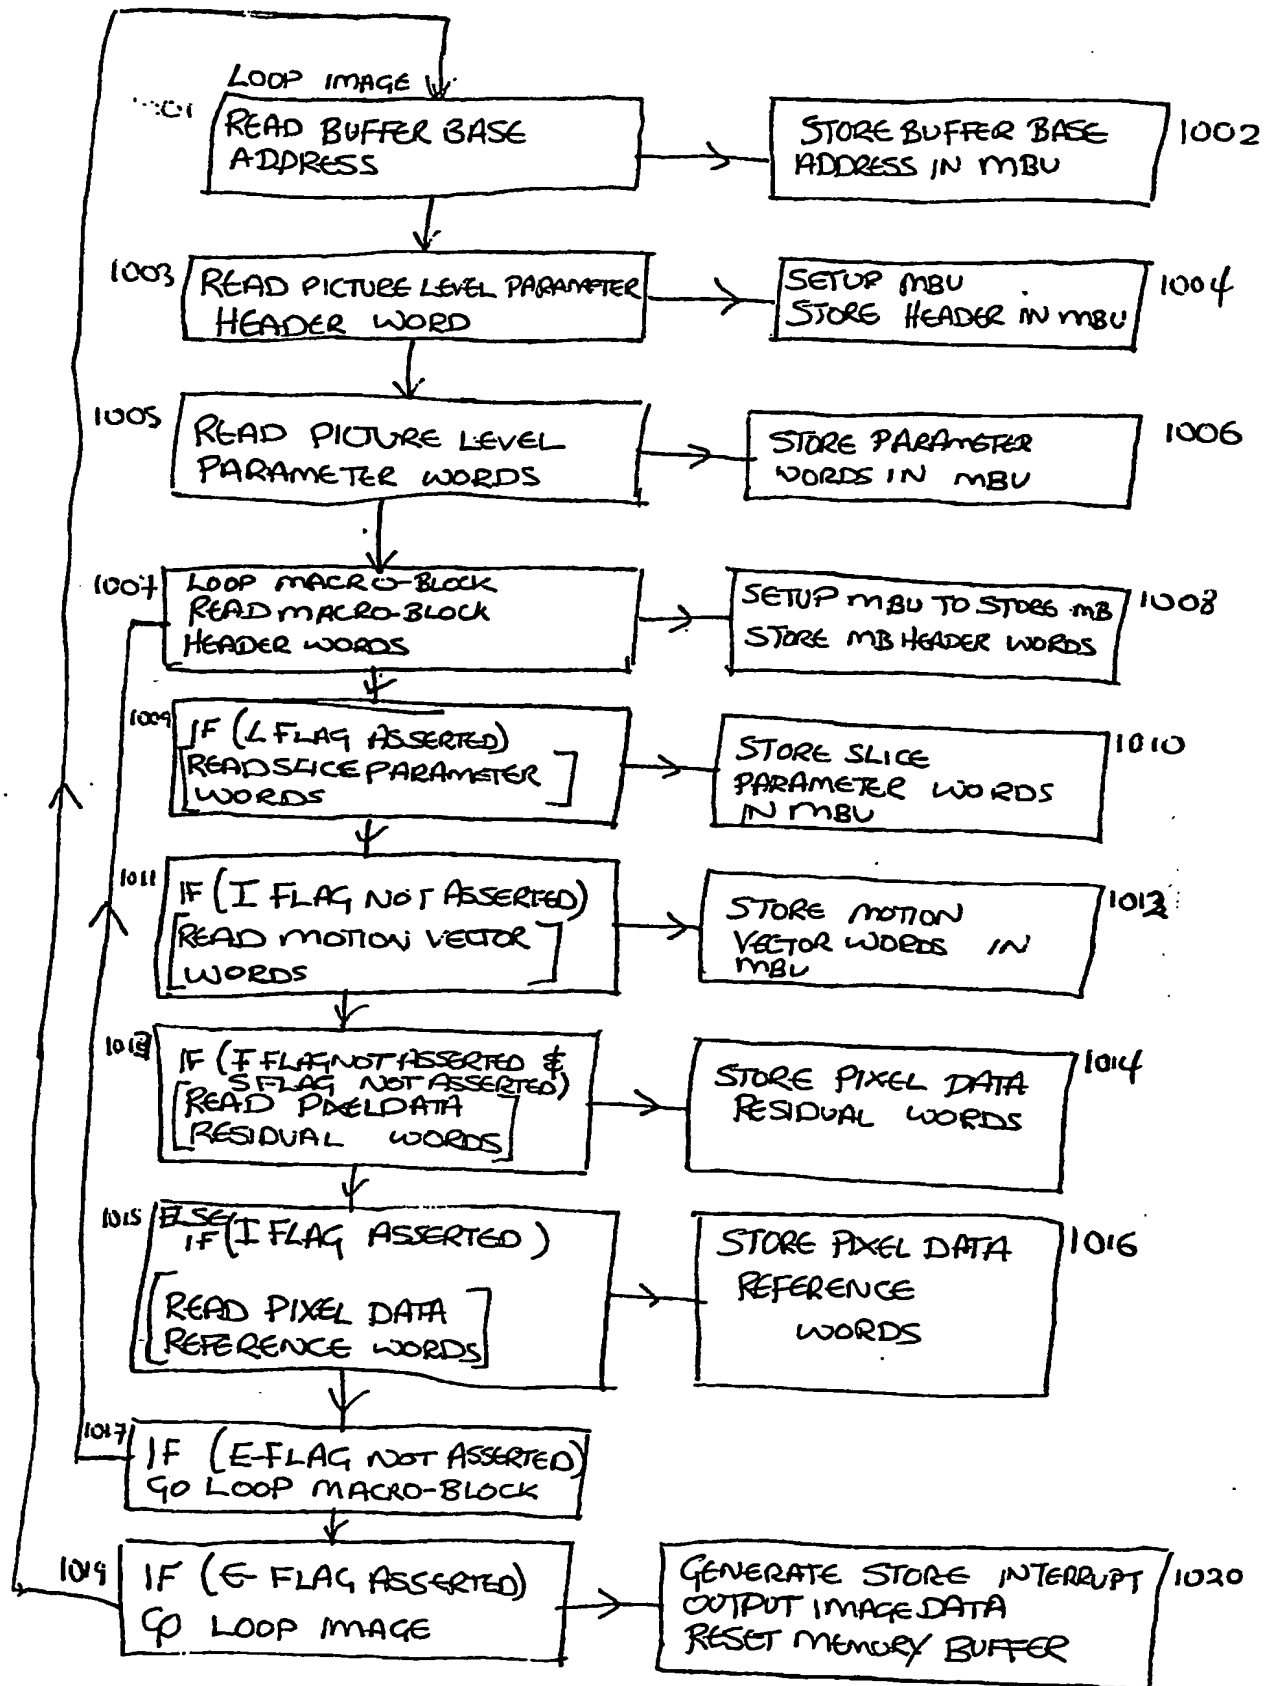 LOOP IMAGE
READ BUFFER BASE
ADDRESS
STORE BUFFER BASE
ADDRESS IN MBU
1002
1003
READ PICTURE LEVEL PARAMETER
HEADER WORD
SETUP MBU
STORE HEADER IN MBU
1004
1005
READ PICTURE LEVEL
PARAMETER WORDS
STORE PARAMETER
WORDS IN MBU
1006
1007
LOOP MACRO-BLOCK
READ MACRO-BLOCK
HEADER WORDS
SETUP MBU TO STORE MB
STORE MB HEADER WORDS
1008
1009
IF (L FLAG ASSERTED)
[READ SLICE PARAMETER
WORDS]
STORE SLICE
PARAMETER WORDS
IN MBU
1010
1011
IF (I FLAG NOT ASSERTED)
[READ MOTION VECTOR
WORDS]
STORE MOTION
VECTOR WORDS IN
MBU
1012
1013
IF (I FLAG NOT ASSERTED &
S FLAG NOT ASSERTED)
[READ PIXEL DATA
RESIDUAL WORDS]
STORE PIXEL DATA
RESIDUAL WORDS
1014
1015
ELSE
IF (I FLAG ASSERTED)
[READ PIXEL DATA
REFERENCE WORDS]
STORE PIXEL DATA
REFERENCE
WORDS
1016
1017
IF (E-FLAG NOT ASSERTED)
GO LOOP MACRO-BLOCK
1019
IF (E-FLAG ASSERTED)
GO LOOP IMAGE
GENERATE STORE INTERRUPT
OUTPUT IMAGE DATA
RESET MEMORY BUFFER
1020